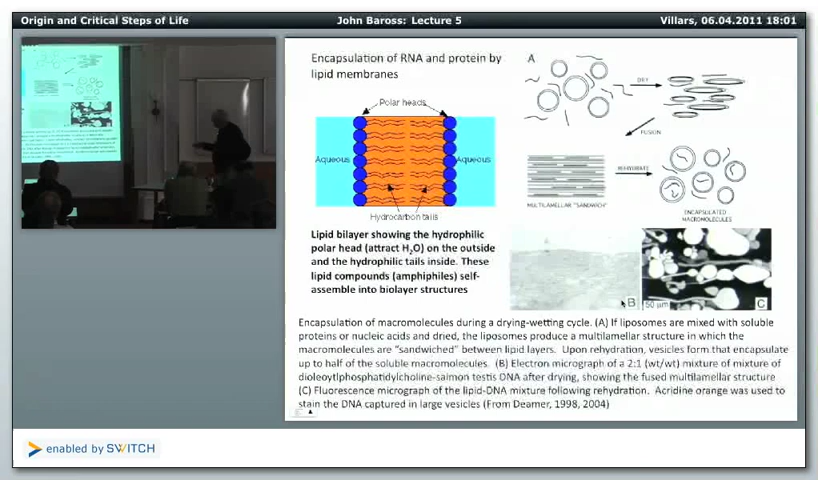 Origin and Critical Steps of Life
John Baross: Lecture 5
Villars, 06.04.2011 18:01
Encapsulation of RNA and protein by
lipid membranes
Polar heads
Aqueous
Aqueous
Hydrocarbon tails
Lipid bilayer showing the hydrophilic
polar head (attract H2O) on the outside
and the hydrophilic tails inside. These
lipid compounds (amphiphiles) self-
assemble into biolayer structures
A
DRY
FUSION
REHYDRATE
MULTILAMELLAR "SANDWICH"
ENCAPSULATED
MACROMOLECULES
B
50 µm
C
Encapsulation of macromolecules during a drying-wetting cycle. (A) If liposomes are mixed with soluble
proteins or nucleic acids and dried, the liposomes produce a multilamellar structure in which the
macromolecules are "sandwiched" between lipid layers. Upon rehydration, vesicles form that encapsulate
up to half of the soluble macromolecules. (B) Electron micrograph of a 2:1 (wt/wt) mixture of mixture of
dioleoytlphosphatidylcholine-salmon testis DNA after drying, showing the fused multilamellar structure
(C) Fluorescence micrograph of the lipid-DNA mixture following rehydration. Acridine orange was used to
stain the DNA captured in large vesicles (From Deamer, 1998, 2004)
enabled by SWITCH